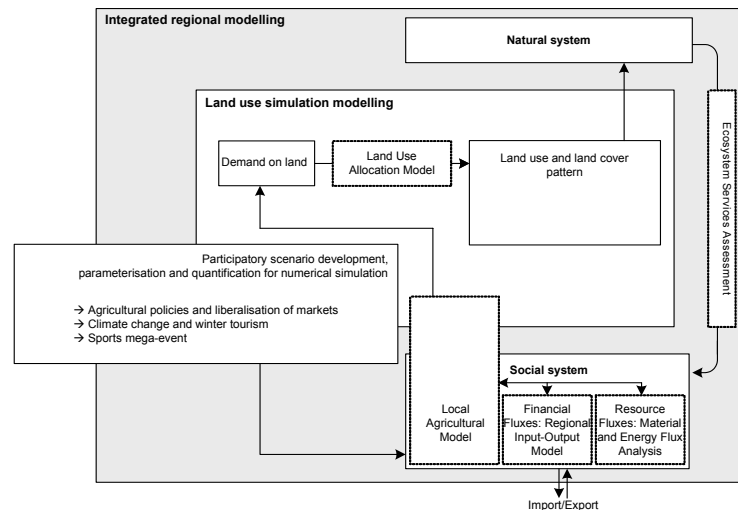 Integrated regional modelling
Natural system
Land use simulation modelling
Demand on land
Land Use
Allocation Model
Land use and land cover
pattern
Ecosystem Services Assessment
Participatory scenario development,
parameterisation and quantification for numerical simulation
→ Agricultural policies and liberalisation of markets
→ Climate change and winter tourism
→ Sports mega-event
Social system
Local
Agricultural
Model
Financial
Fluxes: Regional
Input-Output
Model
Resource
Fluxes: Material
and Energy Flux
Analysis
Import/Export